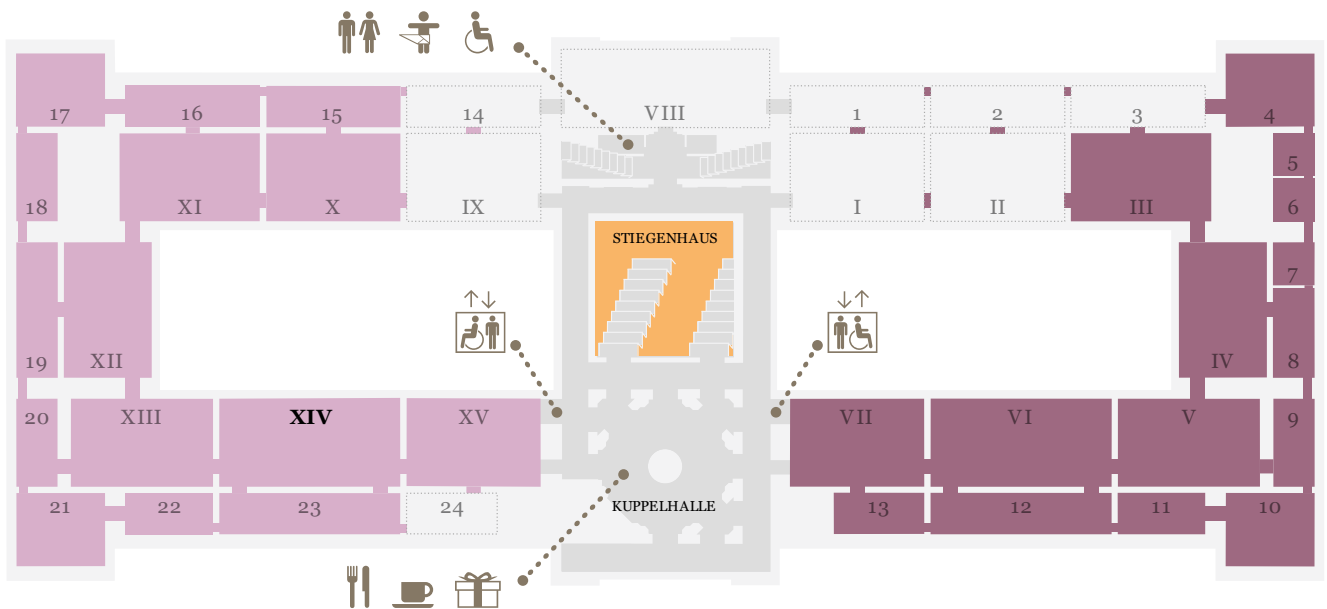 17
16
15
14
VIII
1
2
3
4
18
XI
X
IX
I
II
III
5
6
STIEGENHAUS
19
XII
IV
7
8
20
XIII
XIV
XV
VII
VI
V
9
21
22
23
24
KUPPELHALLE
13
12
11
10